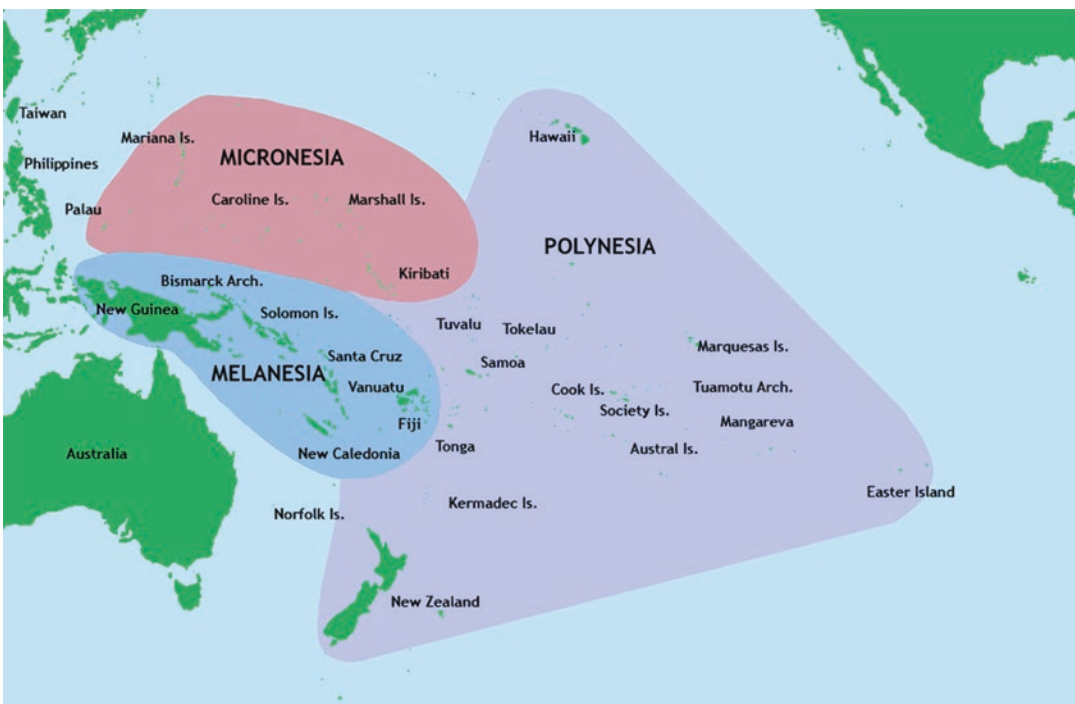 Taiwan
Mariana Is.
Hawaii
MICRONESIA
Philippines
Caroline Is.
Marshall Is.
Palau
POLYNESIA
Kiribati
Bismarck Arch.
New Guinea
Solomon Is.
Tuvalu
Tokelau
Marquesas Is.
Santa Cruz
Samoa
MELANESIA
Vanuatu
Cook Is.
Tuamotu Arch.
Society Is.
Fiji
Mangareva
Tonga
Austral Is.
Australia
New Caledonia
Easter Island
Kermadec Is.
Norfolk Is.
New Zealand